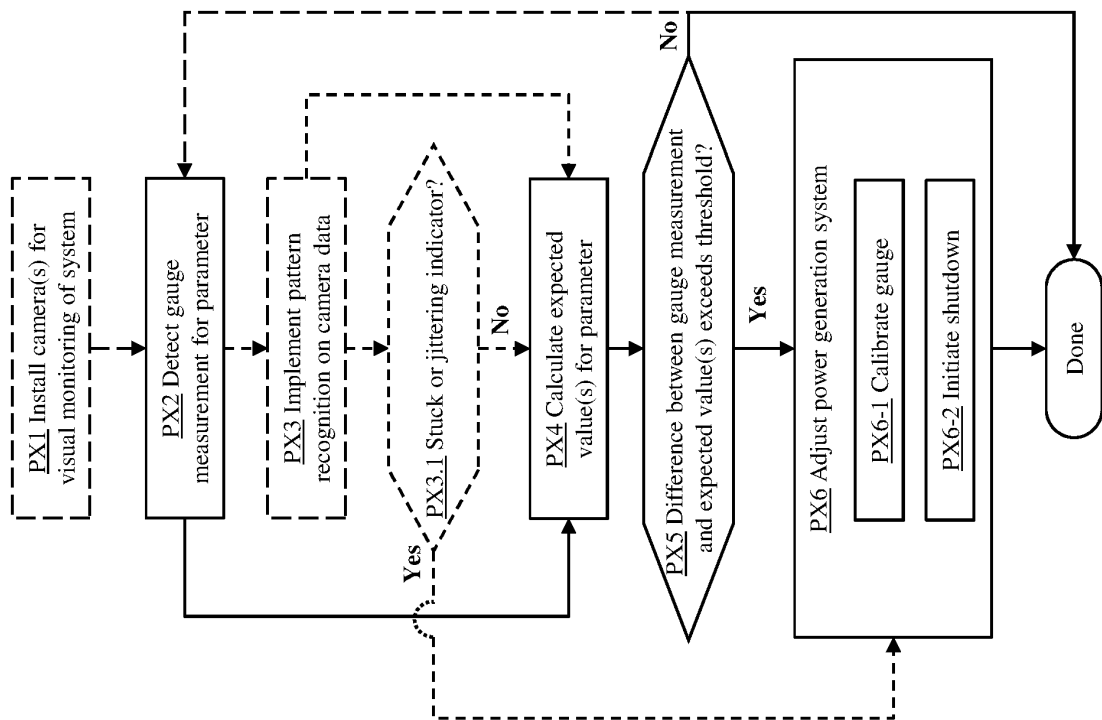 PX1 Install camera(s) for
visual monitoring of system
PX2 Detect gauge
measurement for parameter
PX3 Implement pattern
recognition on camera data
PX3.1 Stuck or jittering indicator?
Yes
No
PX4 Calculate expected
value(s) for parameter
PX5 Difference between gauge measurement
and expected value(s) exceeds threshold?
No
Yes
PX6 Adjust power generation system
PX6-1 Calibrate gauge
PX6-2 Initiate shutdown
Done